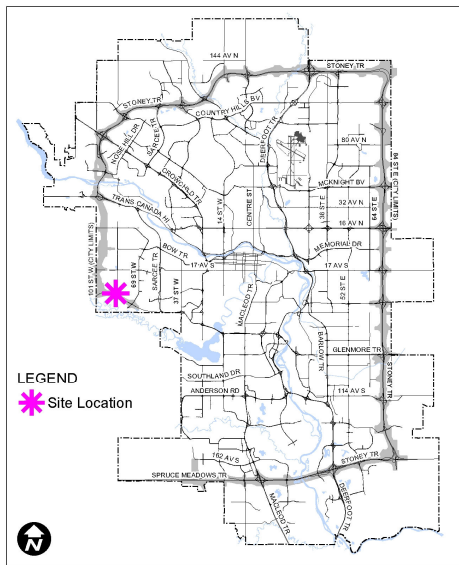 144 AV N
STONEY TR
STONEY TR
COUNTRY HILLS BV
NOSE HILL DR
SARCEE TR
DEERFOOT TR
80 AV N
CROWCHILD TR
84 ST E (CITY LIMITS)
MCKNIGHT BV
TRANS CANADA HI
14 ST W
CENTRE ST
36 ST E
32 AV N
64 ST E
16 AV N
101 ST W (CITY LIMITS)
69 ST W
BOW TR
SARCEE TR
17 AV S
37 ST W
MEMORIAL DR
17 AV S
52 ST E
MACLEOD TR
BARLOW TR
GLENMORE TR
LEGEND
Site Location
SOUTHLAND DR
ANDERSON RD
114 AV S
STONEY TR
162 AV S
STONEY TR
SPRUCE MEADOWS TR
MACLEOD TR
DEERFOOT TR
N